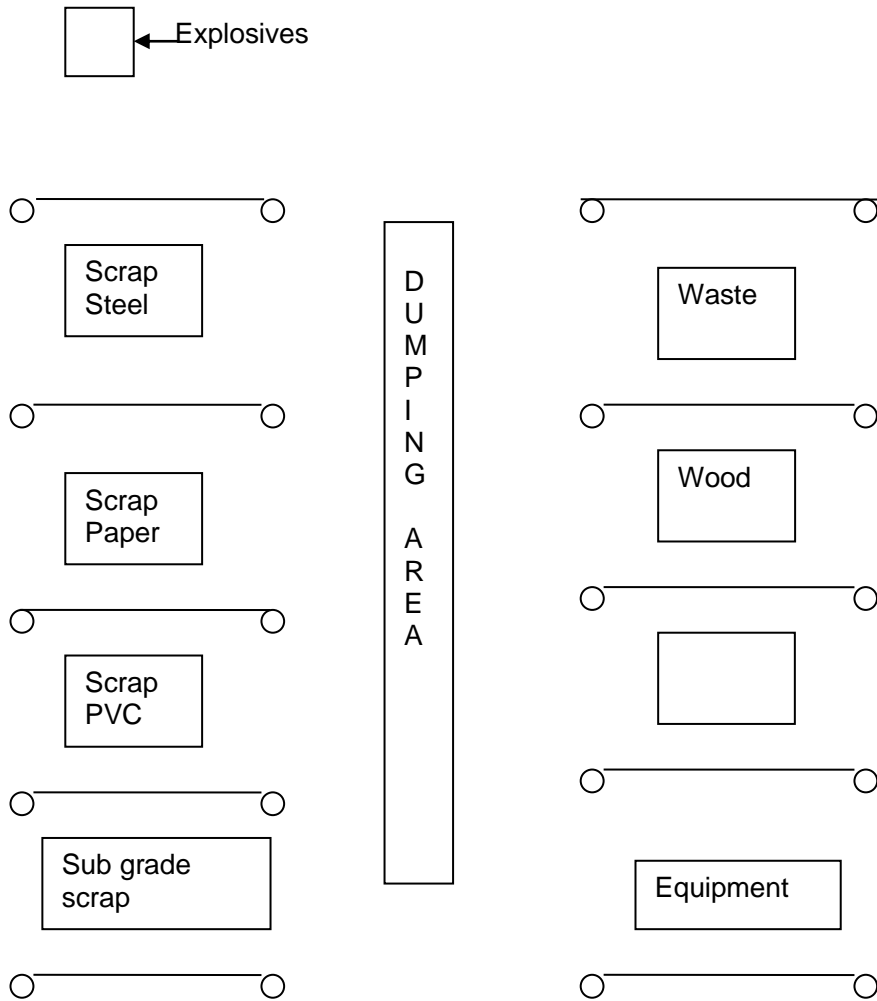 Explosives
Scrap
Steel
Scrap
Paper
Scrap
PVC
Sub grade
scrap
D
U
M
P
I
N
G
A
R
E
A
Waste
Wood
Equipment